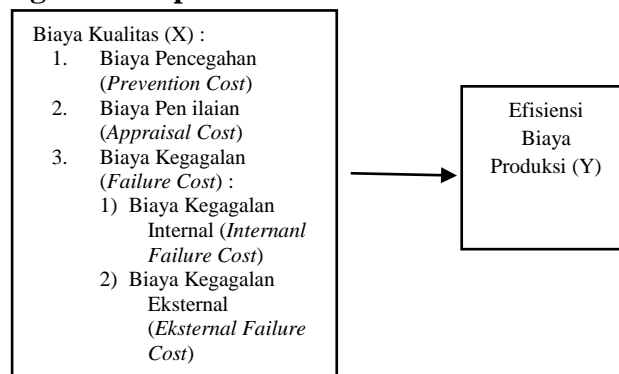 Biaya Kualitas (X) :
1. Biaya Pencegahan
(Prevention Cost)
2. Biaya Pen ilaian
(Appraisal Cost)
3. Biaya Kegagalan
(Failure Cost) :
1) Biaya Kegagalan
Internal (Internanl
Failure Cost)
2) Biaya Kegagalan
Eksternal
(Eksternal Failure
Cost)
Efisiensi
Biaya
Produksi (Y)